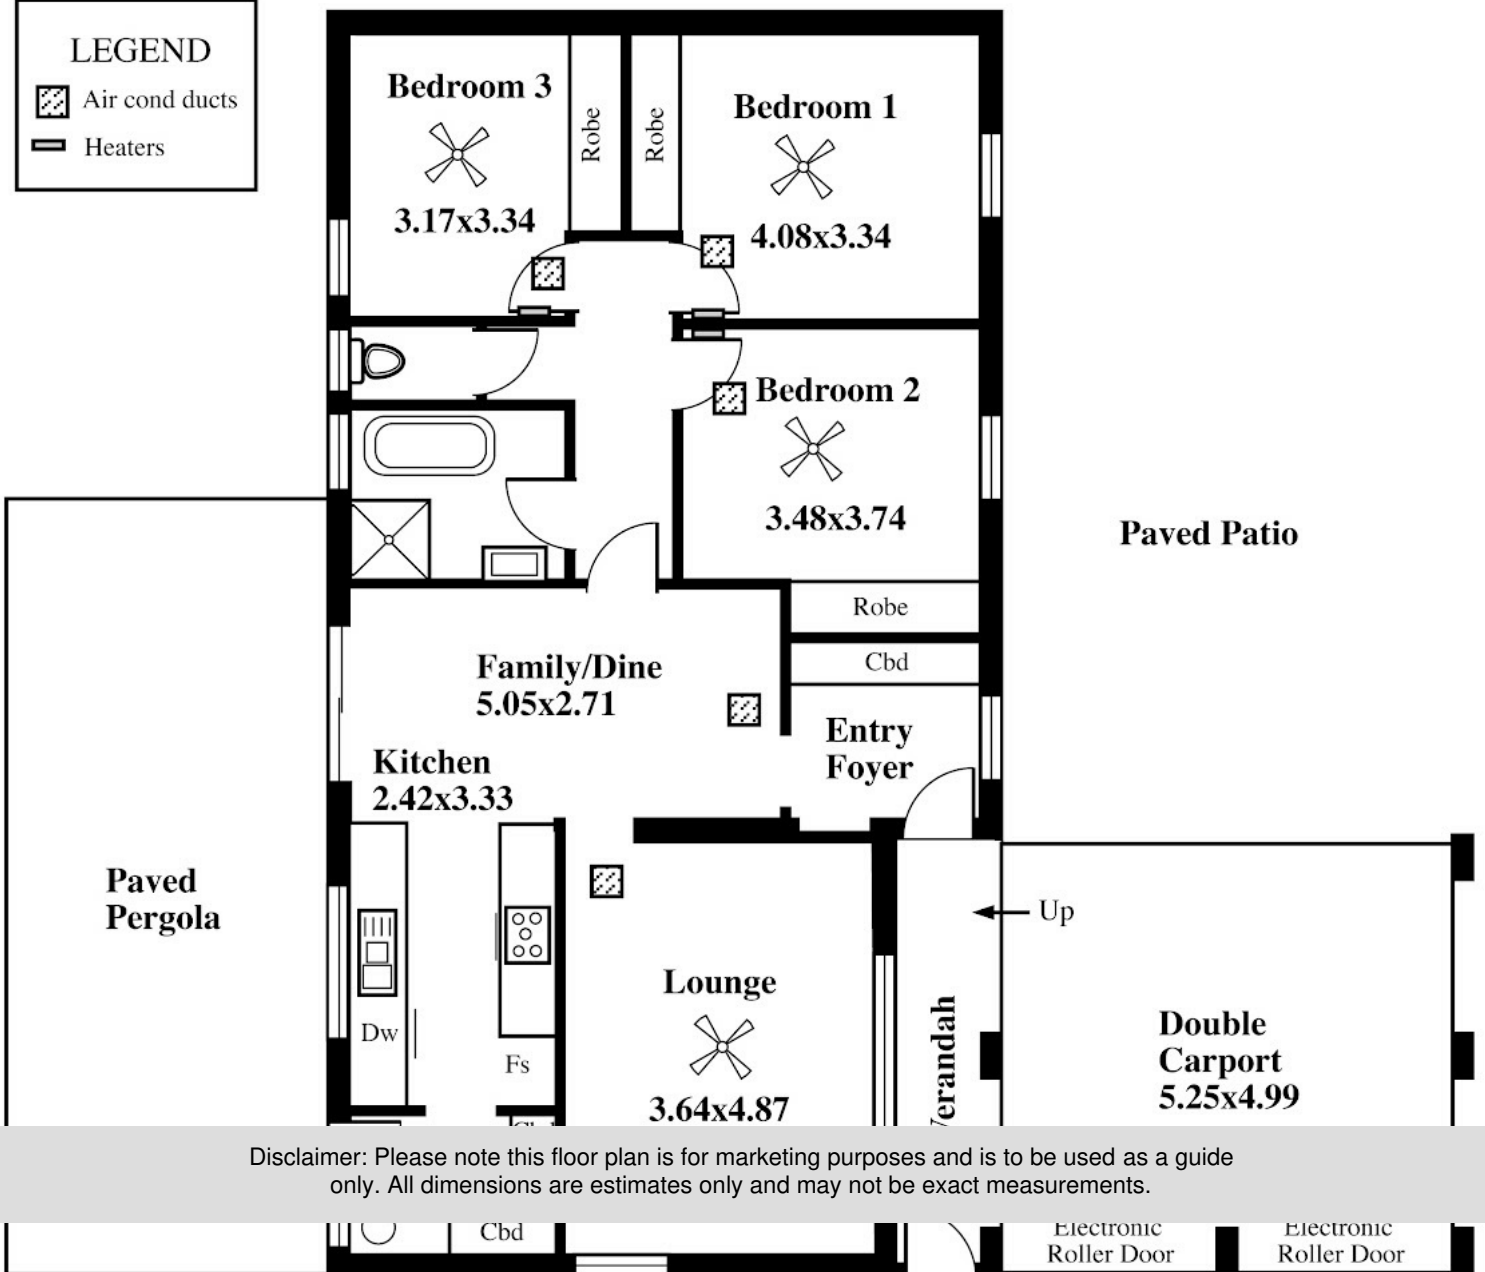 LEGEND
Air cond ducts
Heaters
Bedroom 3
3.17x3.34
Robe
Robe
Bedroom 1
4.08x3.34
Bedroom 2
3.48x3.74
Robe
Cbd
Paved Patio
Family/Dine
5.05x2.71
Entry
Foyer
Kitchen
2.42x3.33
Paved
Pergola
Up
Lounge
3.64x4.87
Dw
Fs
Verandah
Double
Carport
5.25x4.99
Disclaimer: Please note this floor plan is for marketing purposes and is to be used as a guide
only. All dimensions are estimates only and may not be exact measurements.
Cbd
Electronic
Roller Door
Electronic
Roller Door